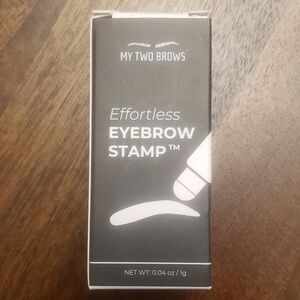 MY TWO BROWS
Effortless
EYEBROW
STAMP™
NET WT: 0.04 oz / 1g